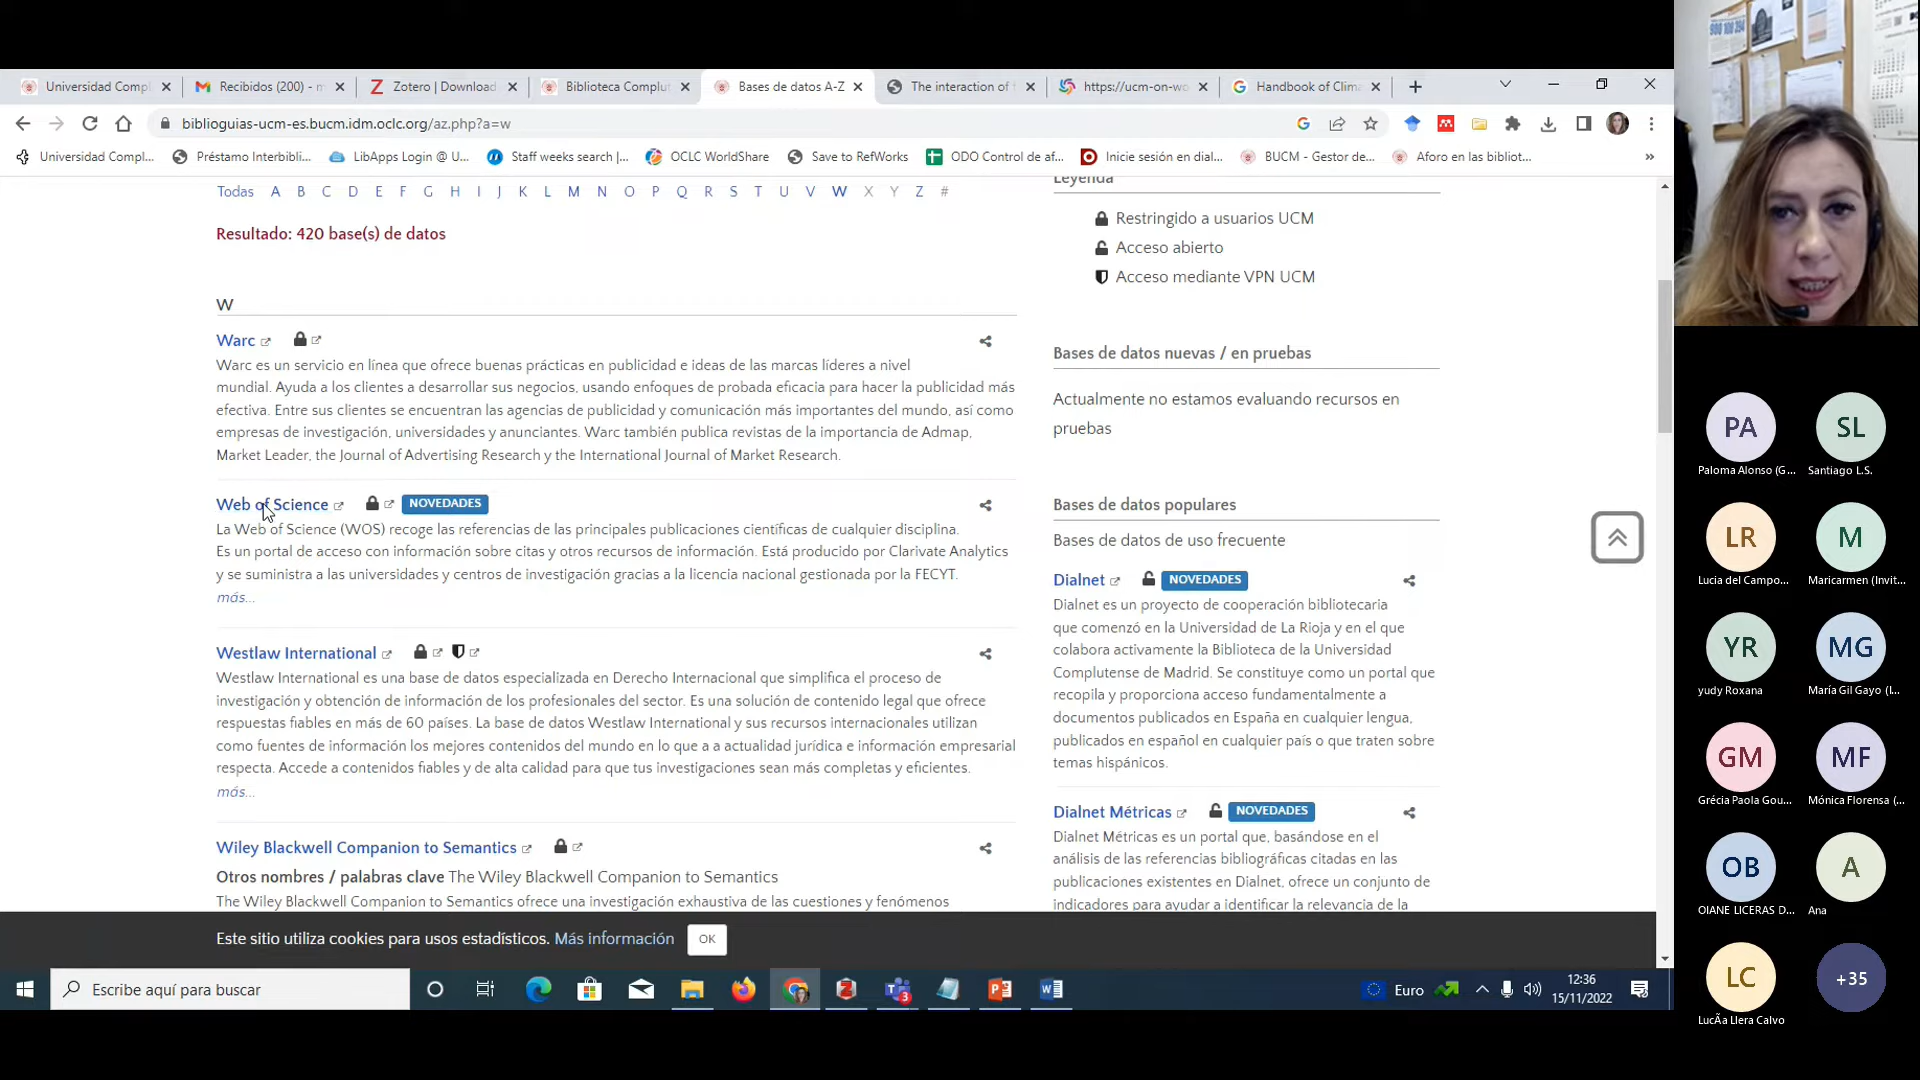 Universidad Compl
Recibidos (200) - m
Zotero | Download
Biblioteca Complut
Bases de datos A-Z
The interaction of f
https://ucm-on-wo
Handbook of Clima
biblioguias-ucm-es.bucm.idm.oclc.org/az.php?a=w
Universidad Compl...
Préstamo Interbibli...
LibApps Login @ U...
Staff weeks search |...
OCLC WorldShare
Save to RefWorks
ODO Control de af...
Inicie sesión en dial...
BUCM - Gestor de...
Aforo en las bibliot...
Todas A B C D E F G H I J K L M N O P Q R S T U V W X Y Z #
Resultado: 420 base(s) de datos
W
Warc
Warc es un servicio en línea que ofrece buenas prácticas en publicidad e ideas de las marcas líderes a nivel
mundial. Ayuda a los clientes a desarrollar sus negocios, usando enfoques de probada eficacia para hacer la publicidad más
efectiva. Entre sus clientes se encuentran las agencias de publicidad y comunicación más importantes del mundo, así como
empresas de investigación, universidades y anunciantes. Warc también publica revistas de la importancia de Admap,
Market Leader, the Journal of Advertising Research y the International Journal of Market Research.
Web of Science NOVEDADES
La Web of Science (WOS) recoge las referencias de las principales publicaciones científicas de cualquier disciplina.
Es un portal de acceso con información sobre citas y otros recursos de información. Está producido por Clarivate Analytics
y se suministra a las universidades y centros de investigación gracias a la licencia nacional gestionada por la FECYT.
más...
Westlaw International
Westlaw International es una base de datos especializada en Derecho Internacional que simplifica el proceso de
investigación y obtención de información de los profesionales del sector. Es una solución de contenido legal que ofrece
respuestas fiables en más de 60 países. La base de datos Westlaw International y sus recursos internacionales utilizan
como fuentes de información los mejores contenidos del mundo en lo que a a actualidad jurídica e información empresarial
respecta. Accede a contenidos fiables y de alta calidad para que tus investigaciones sean más completas y eficientes.
más...
Wiley Blackwell Companion to Semantics
Otros nombres / palabras clave The Wiley Blackwell Companion to Semantics
The Wiley Blackwell Companion to Semantics ofrece una investigación exhaustiva de las cuestiones y fenómenos
Leyenda
Restringido a usuarios UCM
Acceso abierto
Acceso mediante VPN UCM
Bases de datos nuevas / en pruebas
Actualmente no estamos evaluando recursos en
pruebas
Bases de datos populares
Bases de datos de uso frecuente
Dialnet NOVEDADES
Dialnet es un proyecto de cooperación bibliotecaria
que comenzó en la Universidad de La Rioja y en el que
colabora activamente la Biblioteca de la Universidad
Complutense de Madrid. Se constituye como un portal que
recopila y proporciona acceso fundamentalmente a
documentos publicados en España en cualquier lengua,
publicados en español en cualquier país o que traten sobre
temas hispánicos.
Dialnet Métricas NOVEDADES
Dialnet Métricas es un portal que, basándose en el
análisis de las referencias bibliográficas citadas en las
publicaciones existentes en Dialnet, ofrece un conjunto de
indicadores para ayudar a identificar la relevancia de la
Este sitio utiliza cookies para usos estadísticos. Más información OK
Escribe aquí para buscar
3
Euro
12:36
15/11/2022
PA
Paloma Alonso (G...
SL
Santiago L.S.
LR
Lucia del Campo...
M
Maricarmen (Invit...
YR
yudy Roxana
MG
María Gil Gayo (I...
GM
Grécia Paola Gou...
MF
Mónica Florensa (...
OB
OIANE LICERAS D...
A
Ana
LC
LucÃa Llera Calvo
+35